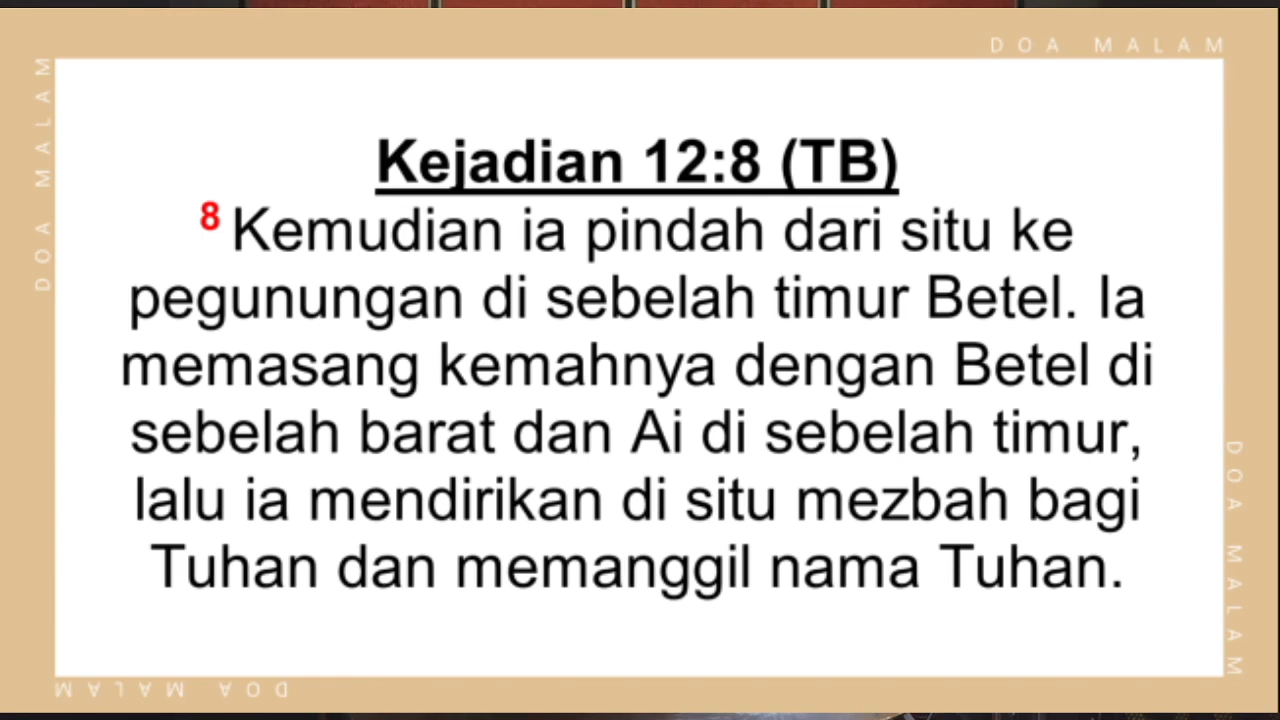 DOA MALAM
DOA MALAM
Kejadian 12:8 (TB)
8 Kemudian ia pindah dari situ ke
pegunungan di sebelah timur Betel. Ia
memasang kemahnya dengan Betel di
sebelah barat dan Ai di sebelah timur,
lalu ia mendirikan di situ mezbah bagi
Tuhan dan memanggil nama Tuhan.
DOA MALAM
DOA MALAM